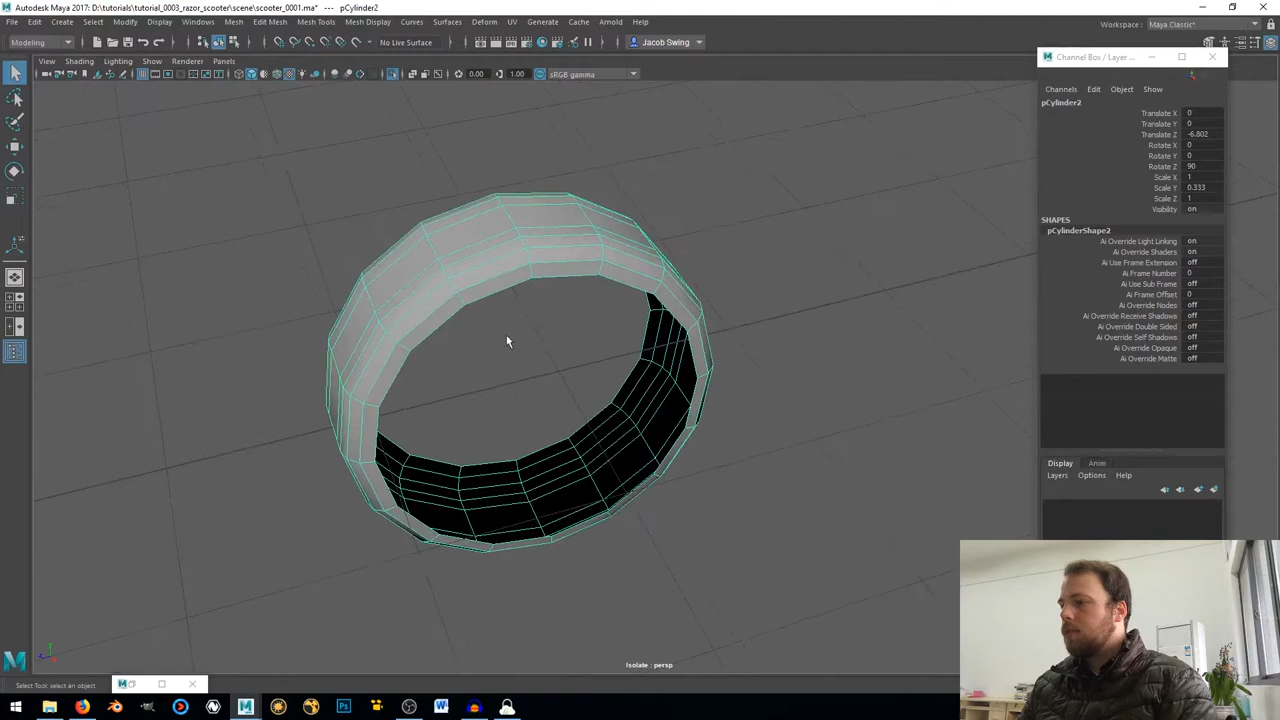 Autodesk Maya 2017: D:\tutorials\tutorial_0003_razor_scooter\scene\scooter_0001.ma* --- pCylinder2
File Edit Create Select Modify Display Windows Mesh Edit Mesh Mesh Tools Mesh Display Curves Surfaces Deform UV Generate Cache Arnold Help
Workspace: Maya Classic*
Modeling No Live Surface Jacob Swing
View Shading Lighting Show Renderer Panels
Channel Box / Layer ...
0.00 1.00 sRGB gamma
Channels Edit Object Show
pCylinder2
Translate X 0
Translate Y 0
Translate Z -6.802
Rotate X 0
Rotate Y 0
Rotate Z 90
Scale X 1
Scale Y 0.333
Scale Z 1
Visibility on
SHAPES
pCylinderShape2
Ai Override Light Linking on
Ai Override Shaders on
Ai Use Frame Extension off
Ai Frame Number 0
Ai Use Sub Frame off
Ai Frame Offset 0
Ai Override Nodes off
Ai Override Receive Shadows off
Ai Override Double Sided off
Ai Override Self Shadows off
Ai Override Opaque off
Ai Override Matte off
Display Anim
Layers Options Help
Isolate : persp
Select Tool: select an object